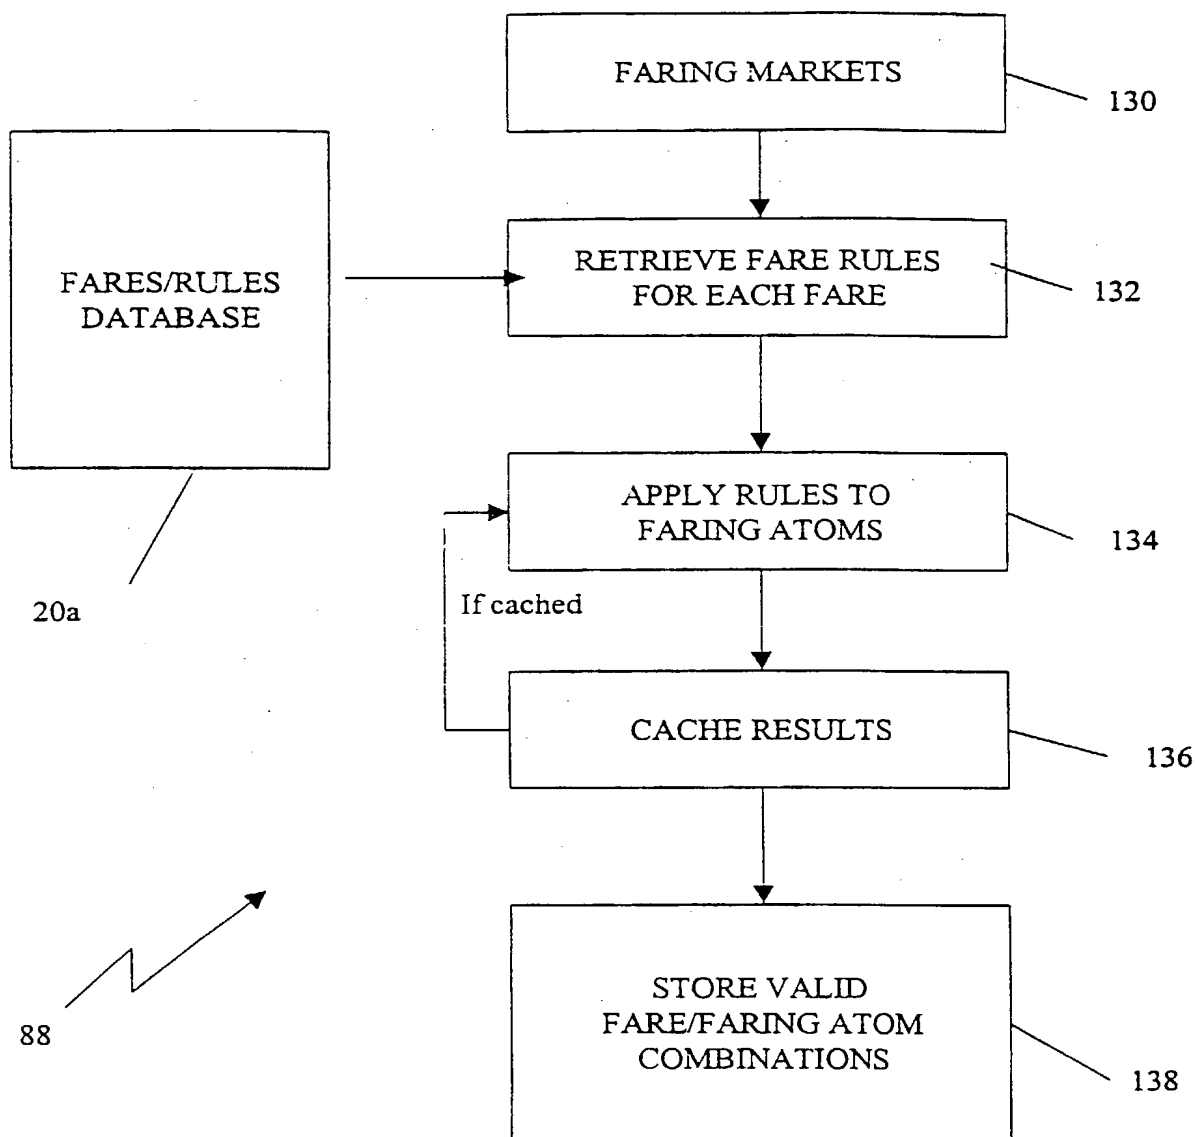 FARING MARKETS
130
FARES/RULES
DATABASE
RETRIEVE FARE RULES
FOR EACH FARE
132
APPLY RULES TO
FARING ATOMS
134
20a
If cached
CACHE RESULTS
136
STORE VALID
FARE/FARING ATOM
COMBINATIONS
88
138